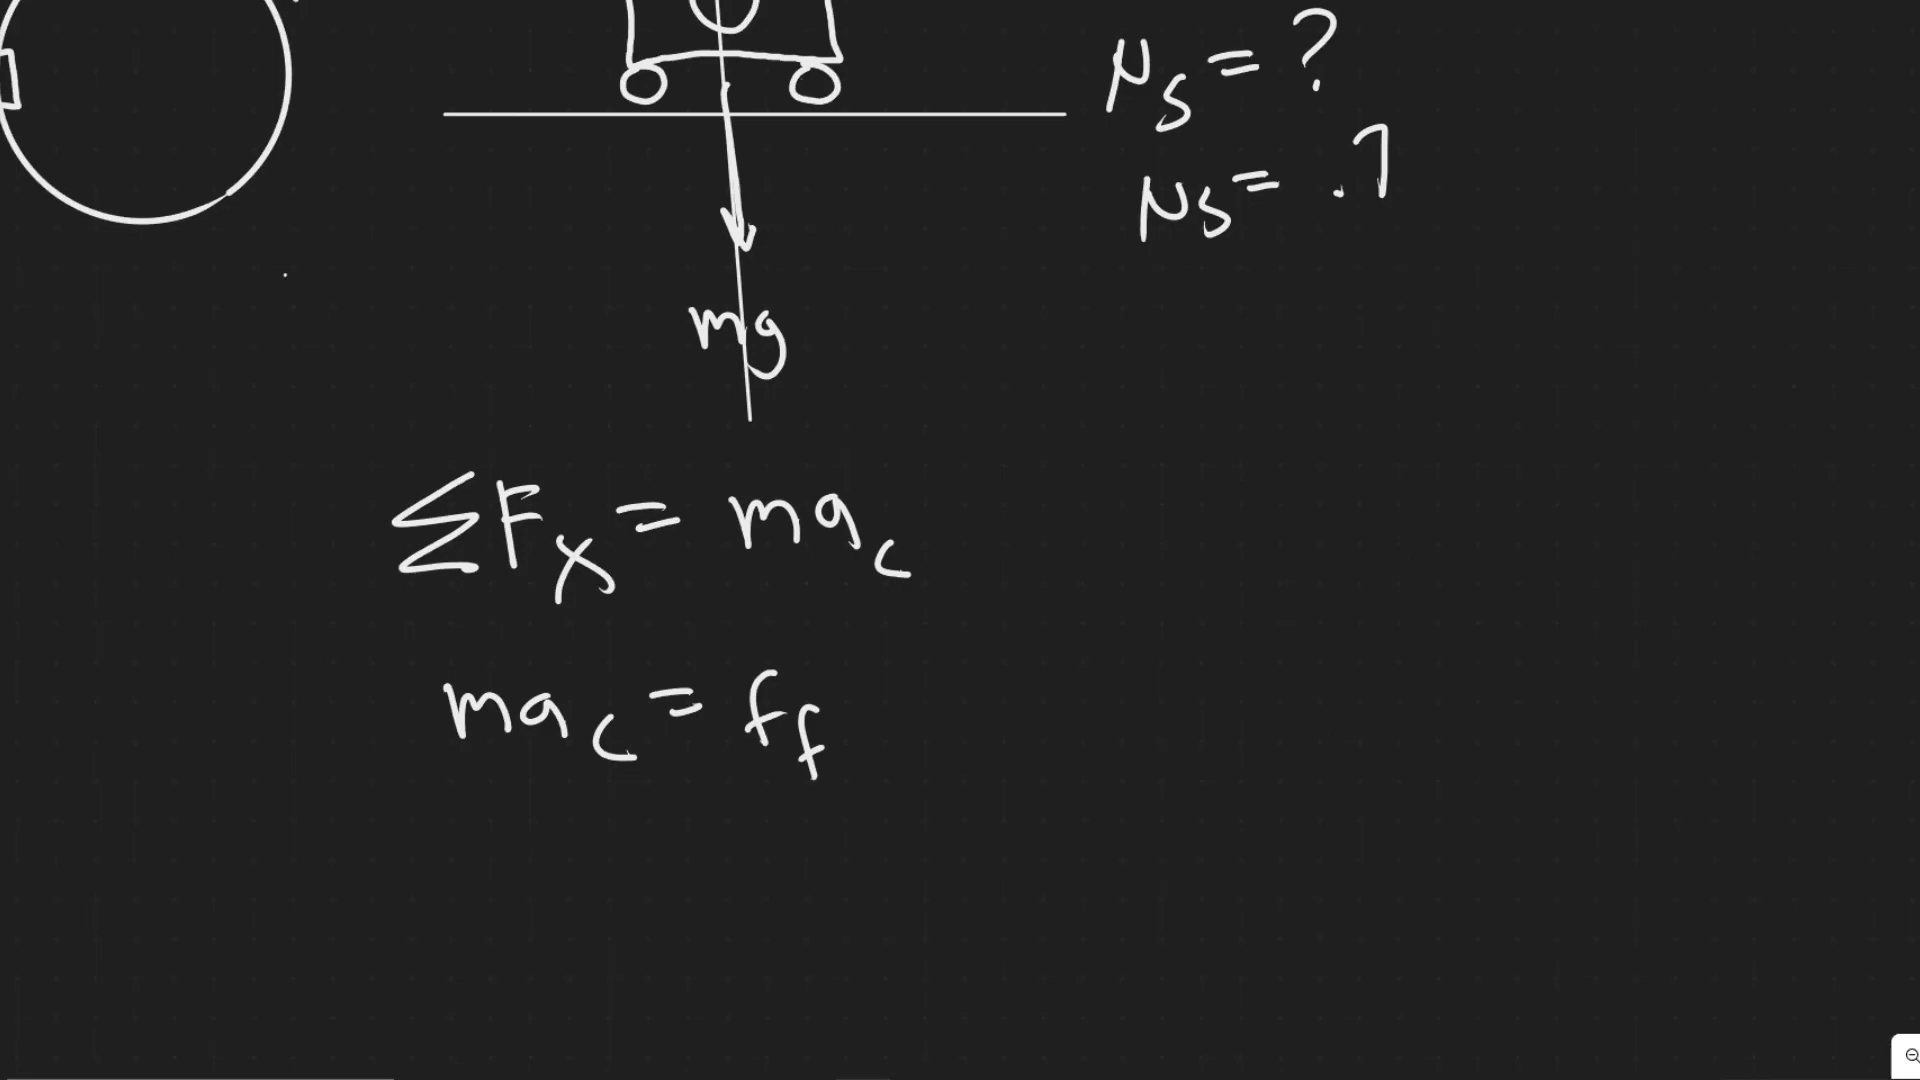 μs = ?
μs = .7
mg
ΣFx = mac
mac = ff